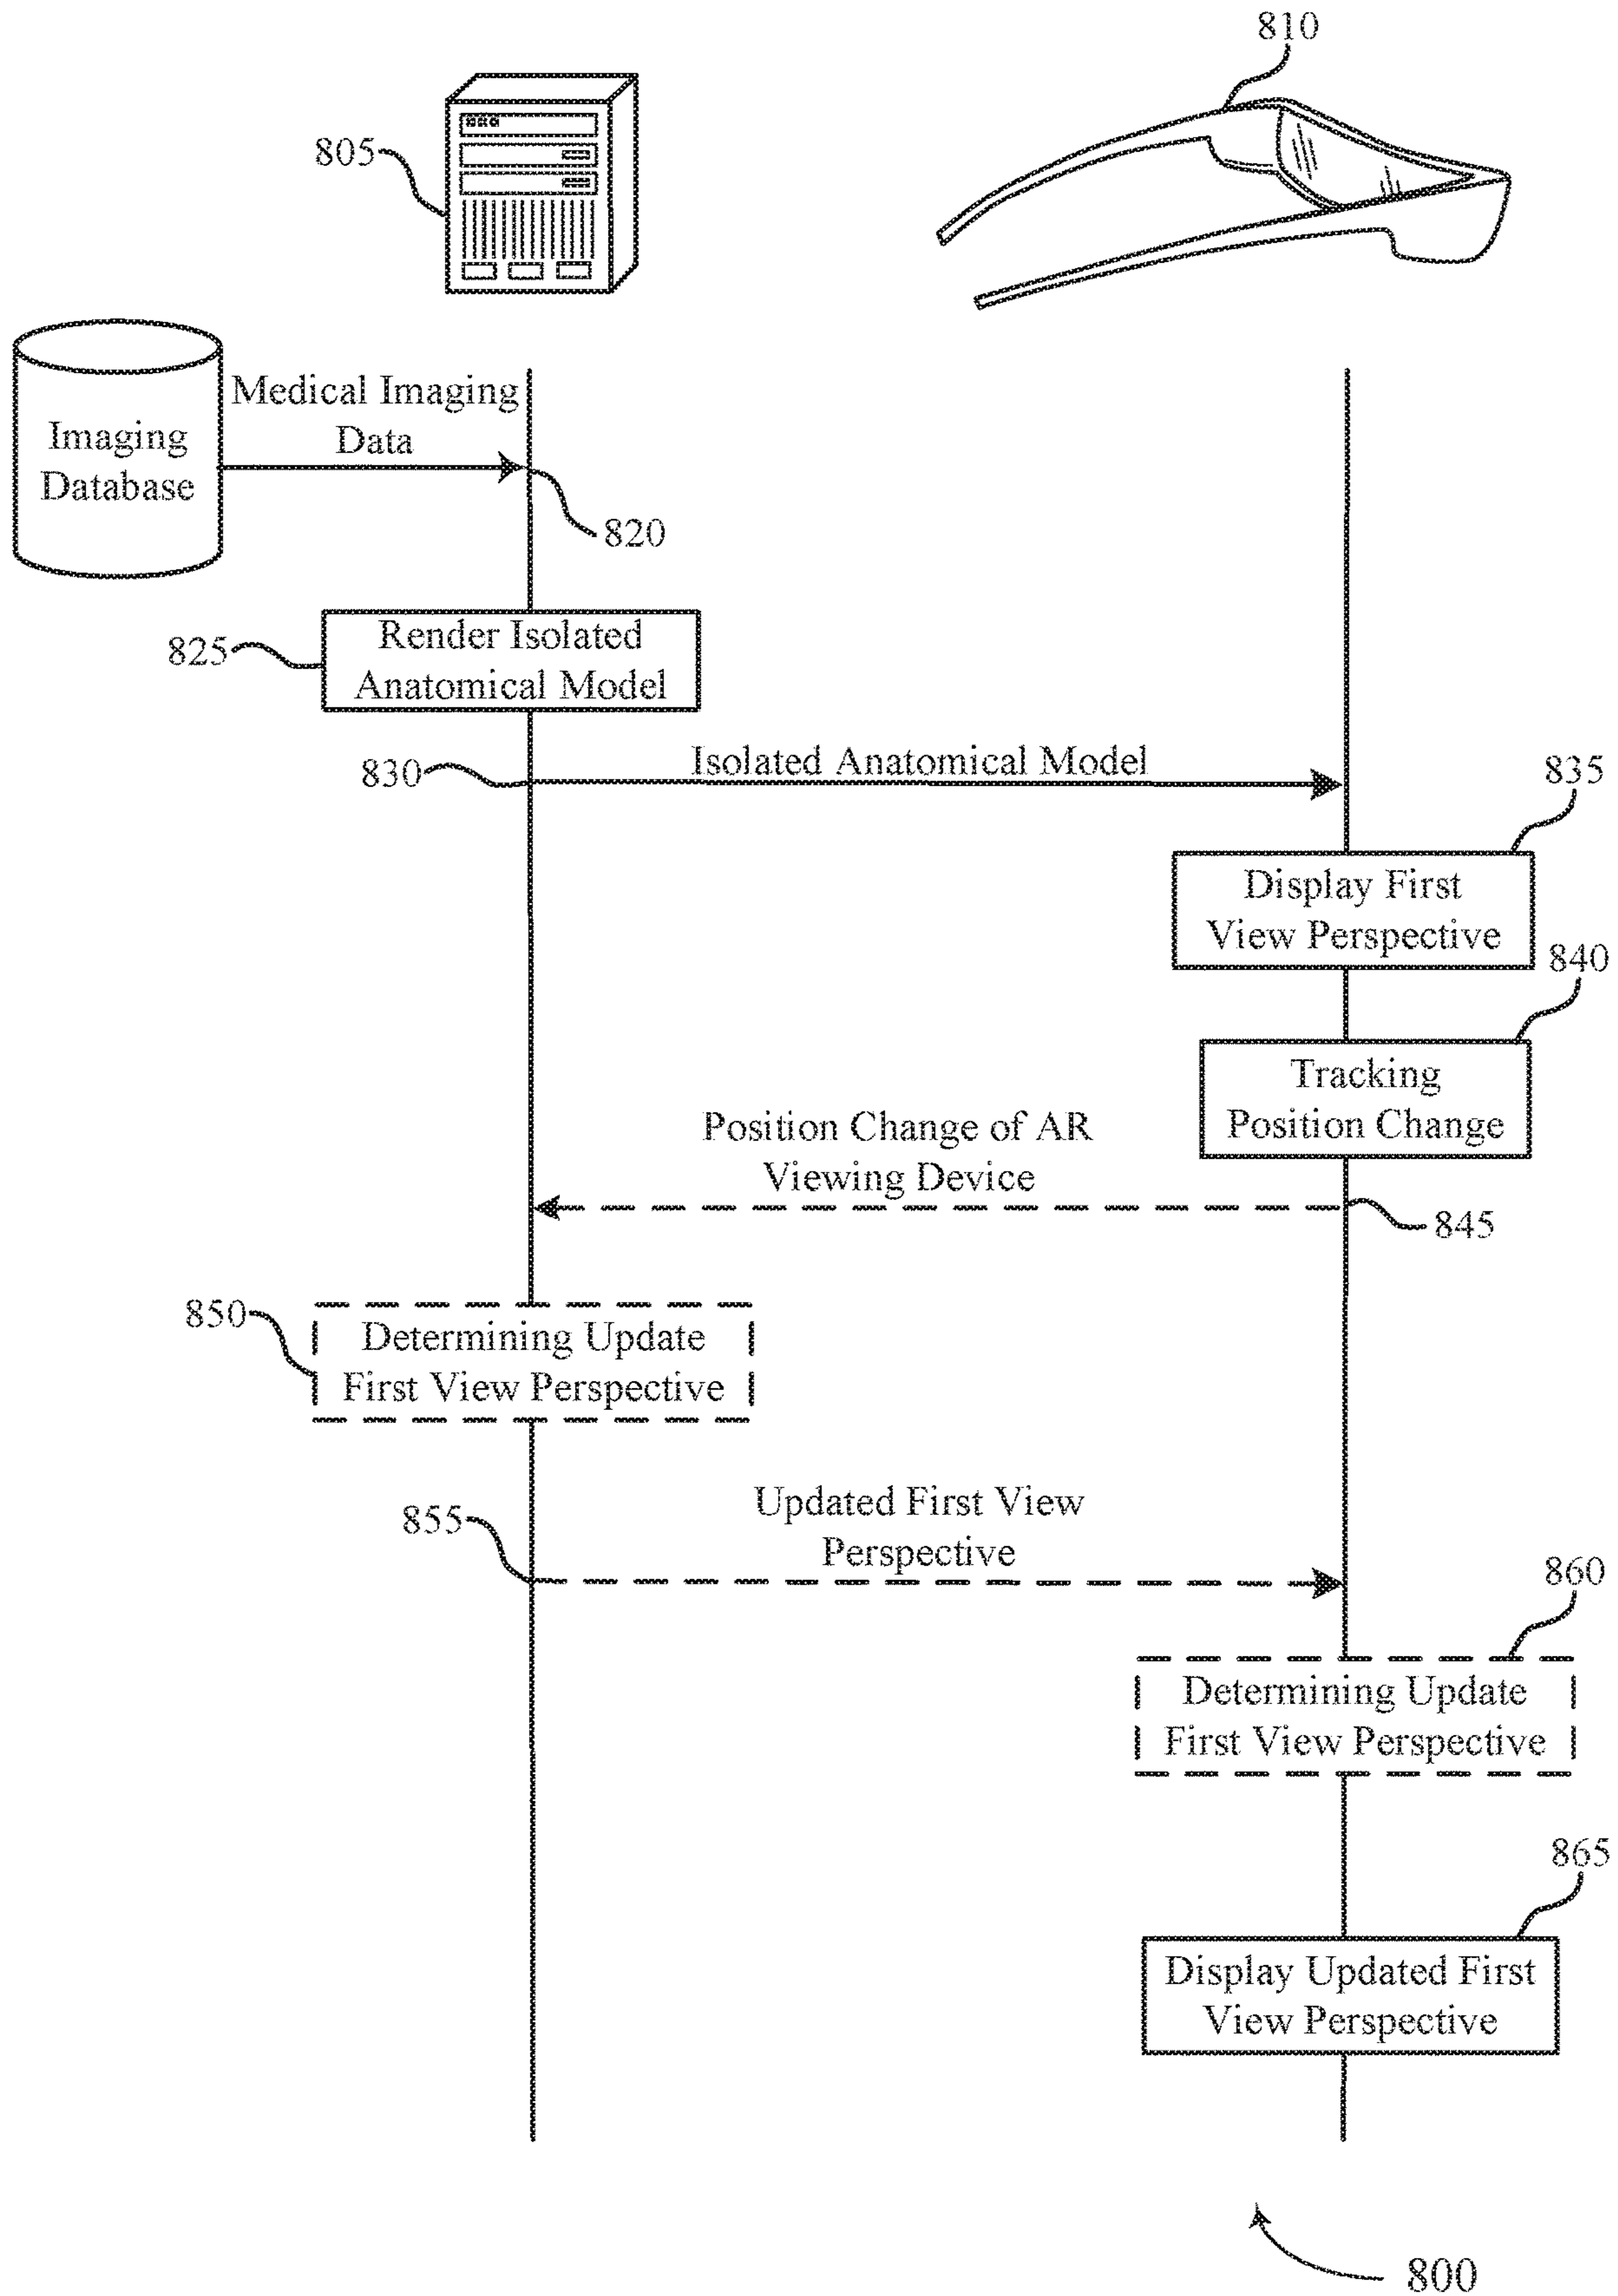 810
805
Medical Imaging
Data
Imaging
Database
820
825
Render Isolated
Anatomical Model
830
Isolated Anatomical Model
835
Display First
View Perspective
840
Tracking
Position Change
Position Change of AR
Viewing Device
845
850
Determining Update
First View Perspective
855
Updated First View
Perspective
860
Determining Update
First View Perspective
865
Display Updated First
View Perspective
800